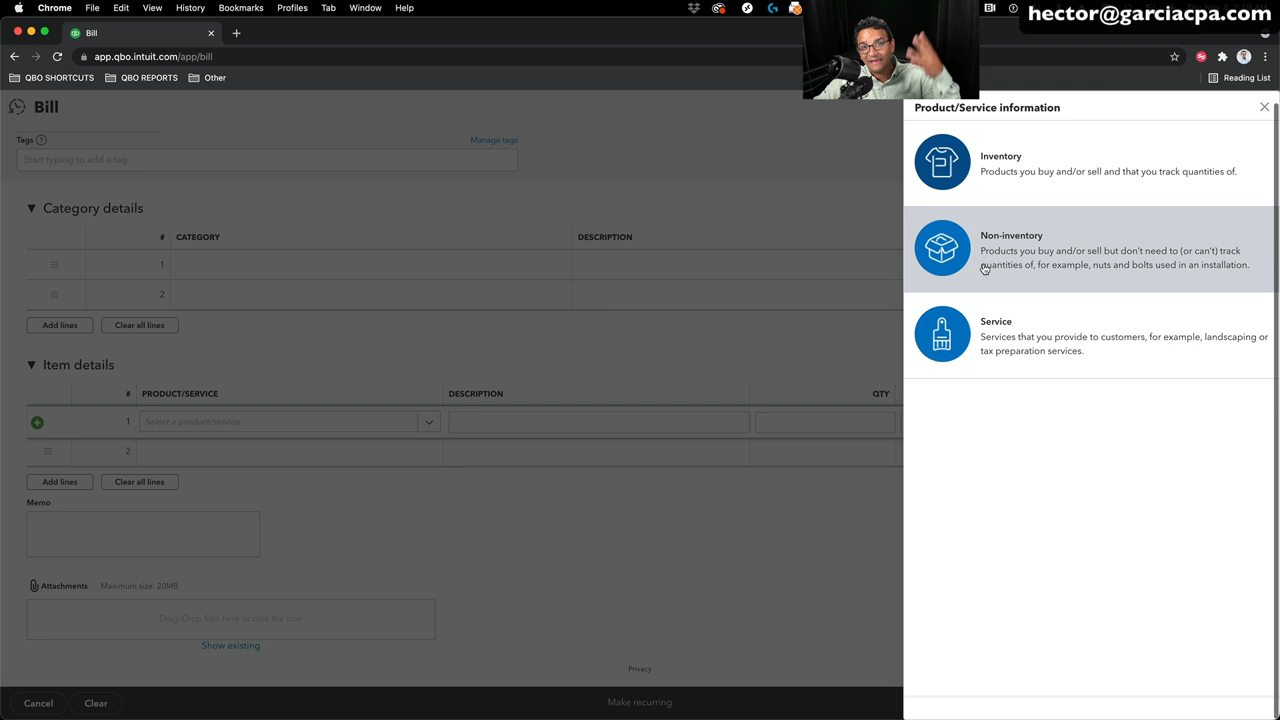 Chrome File Edit View History Bookmarks Profiles Tab Window Help
hector@garciacpa.com
Bill
app.qbo.intuit.com/app/bill
QBO SHORTCUTS QBO REPORTS Other
Reading List
Bill
Tags
Manage tags
Start typing to add a tag
Category details
# CATEGORY DESCRIPTION
1
2
Add lines Clear all lines
Item details
# PRODUCT/SERVICE DESCRIPTION QTY
1 Select a product/service
2
Add lines Clear all lines
Memo
Attachments Maximum size: 20MB
Drag/Drop files here or click the icon
Show existing
Privacy
Cancel Clear Make recurring
Product/Service information
Inventory
Products you buy and/or sell and that you track quantities of.
Non-inventory
Products you buy and/or sell but don't need to (or can't) track
quantities of, for example, nuts and bolts used in an installation.
Service
Services that you provide to customers, for example, landscaping or
tax preparation services.